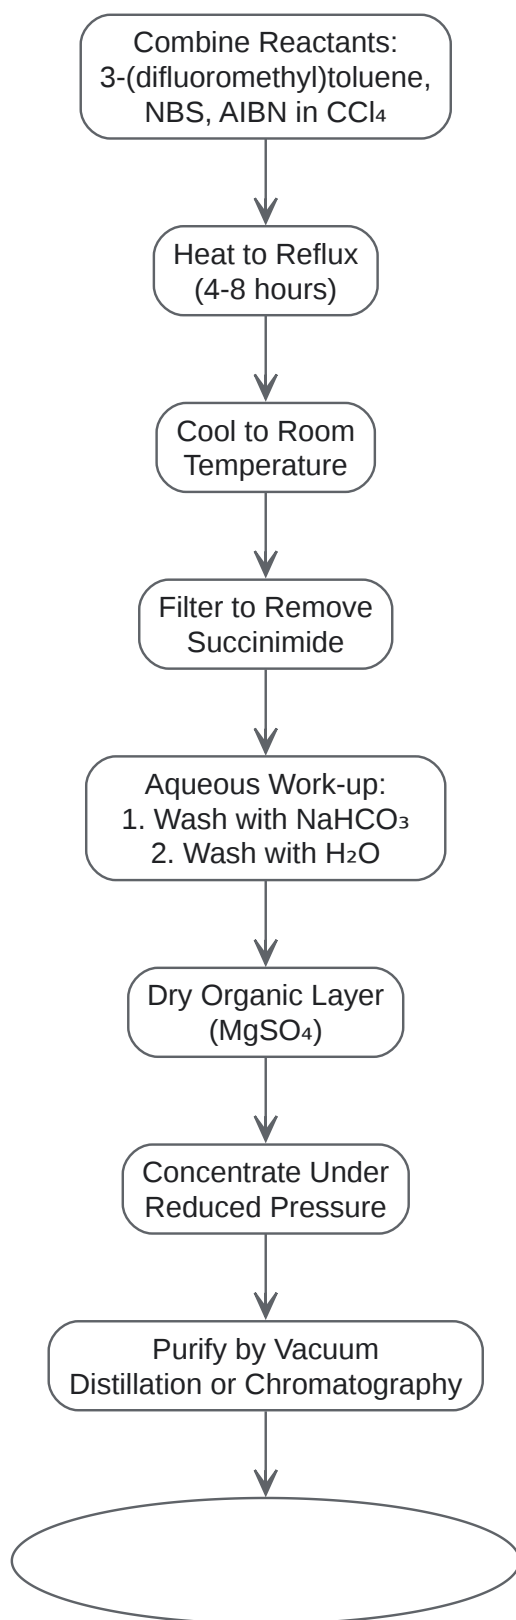 Combine Reactants:
3-(difluoromethyl)toluene,
NBS, AIBN in CCl₄
Heat to Reflux
(4-8 hours)
Cool to Room
Temperature
Filter to Remove
Succinimide
Aqueous Work-up:
1. Wash with NaHCO₃
2. Wash with H₂O
Dry Organic Layer
(MgSO₄)
Concentrate Under
Reduced Pressure
Purify by Vacuum
Distillation or Chromatography